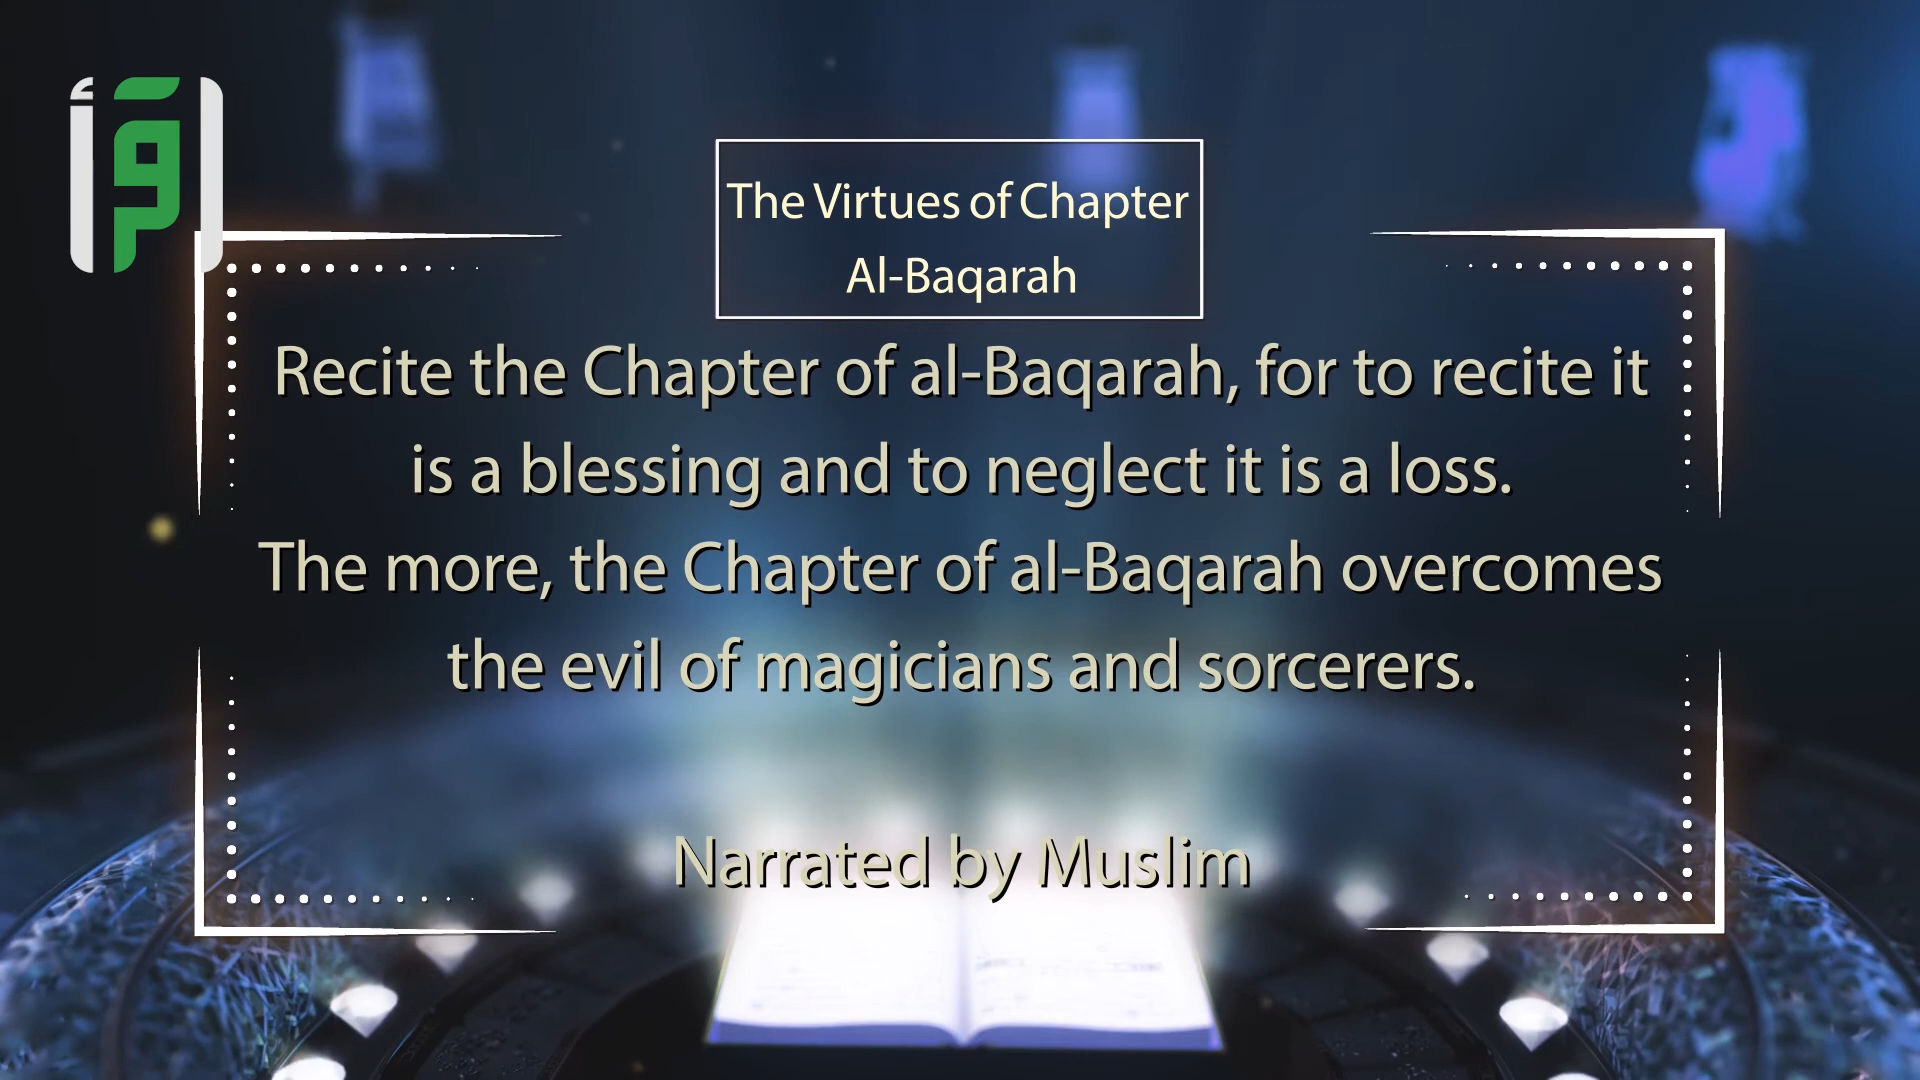 اقرأ
The Virtues of Chapter
Al-Baqarah
Recite the Chapter of al-Baqarah, for to recite it
is a blessing and to neglect it is a loss.
The more, the Chapter of al-Baqarah overcomes
the evil of magicians and sorcerers.
Narrated by Muslim